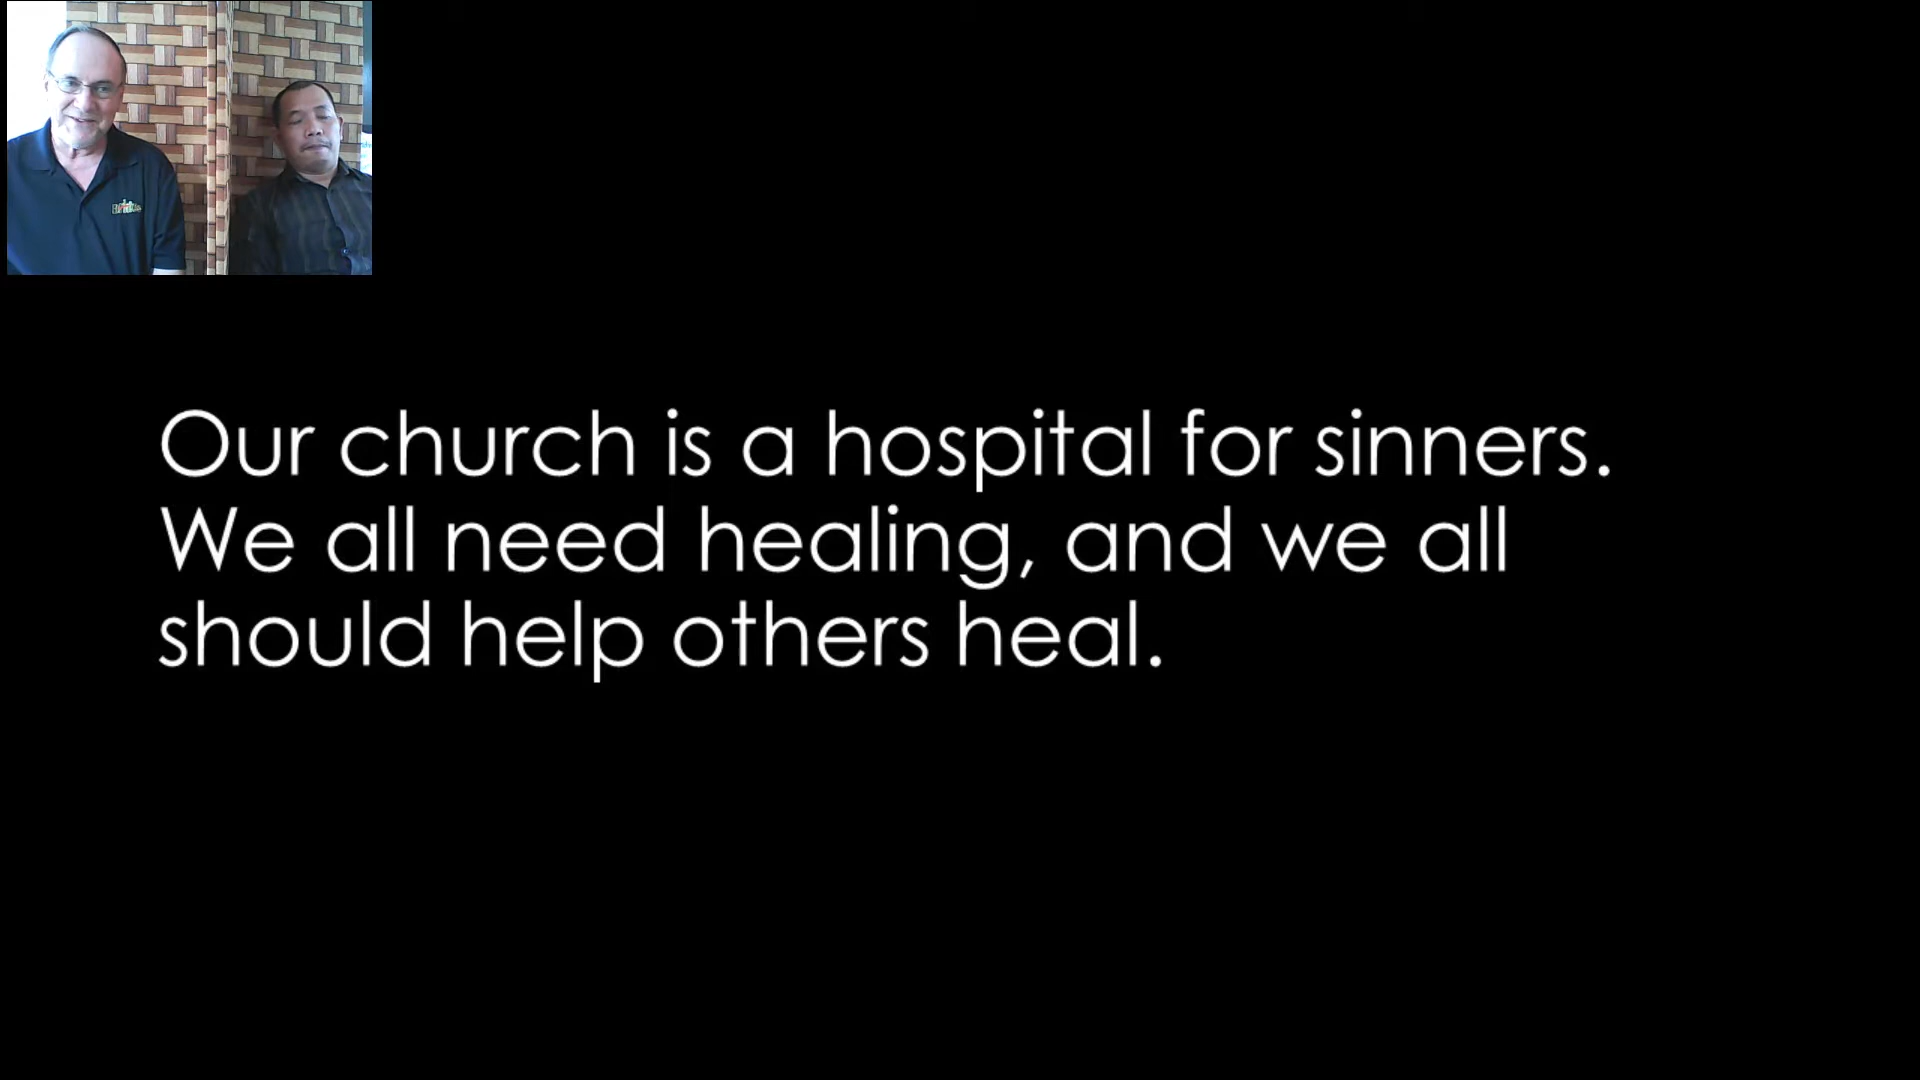 Our church is a hospital for sinners.
We all need healing, and we all
should help others heal.